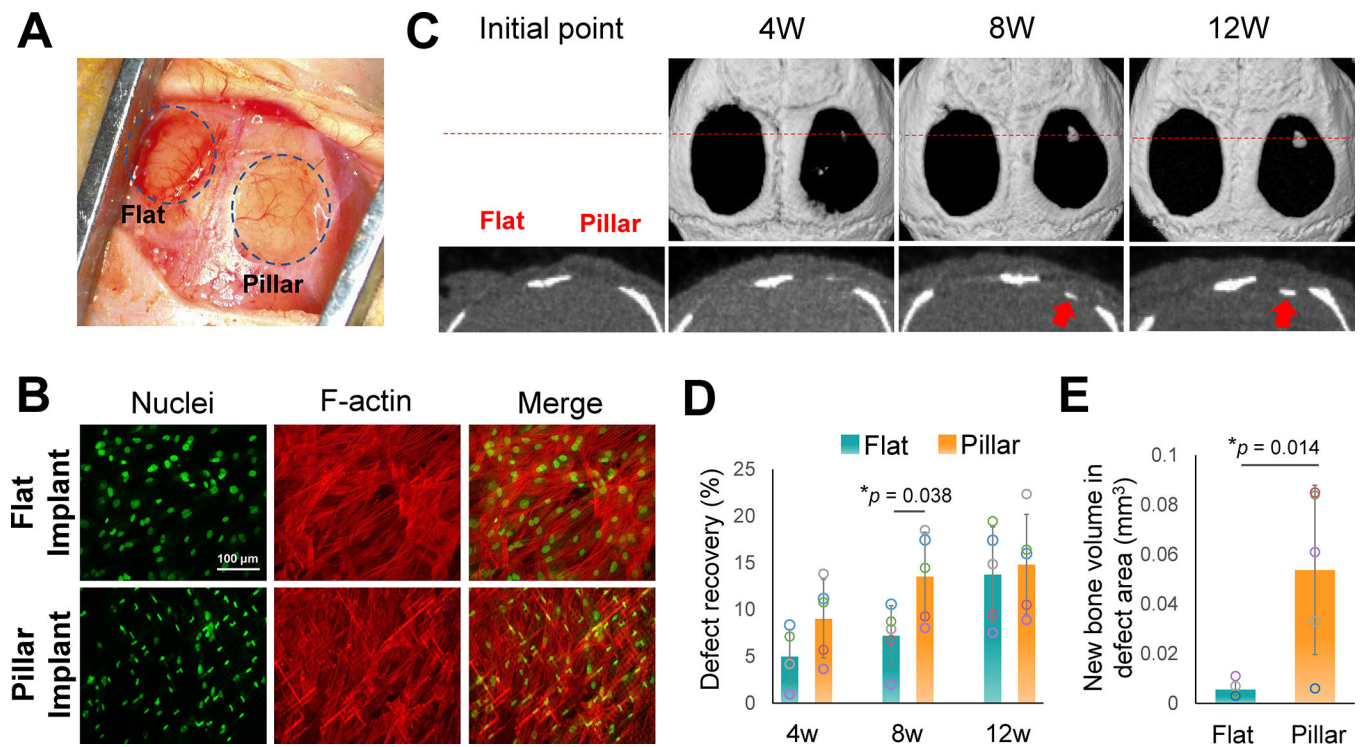 A
Flat
Pillar
C
Initial point
4W
8W
12W
Flat
Pillar
B
Nuclei
F-actin
Merge
Flat
Implant
100 µm
Pillar
Implant
D
Flat
Pillar
*p = 0.038
Defect recovery (%)
25
20
15
10
5
0
4w
8w
12w
E
*p = 0.014
New bone volume in
defect area (mm³)
0.1
0.08
0.06
0.04
0.02
0
Flat
Pillar